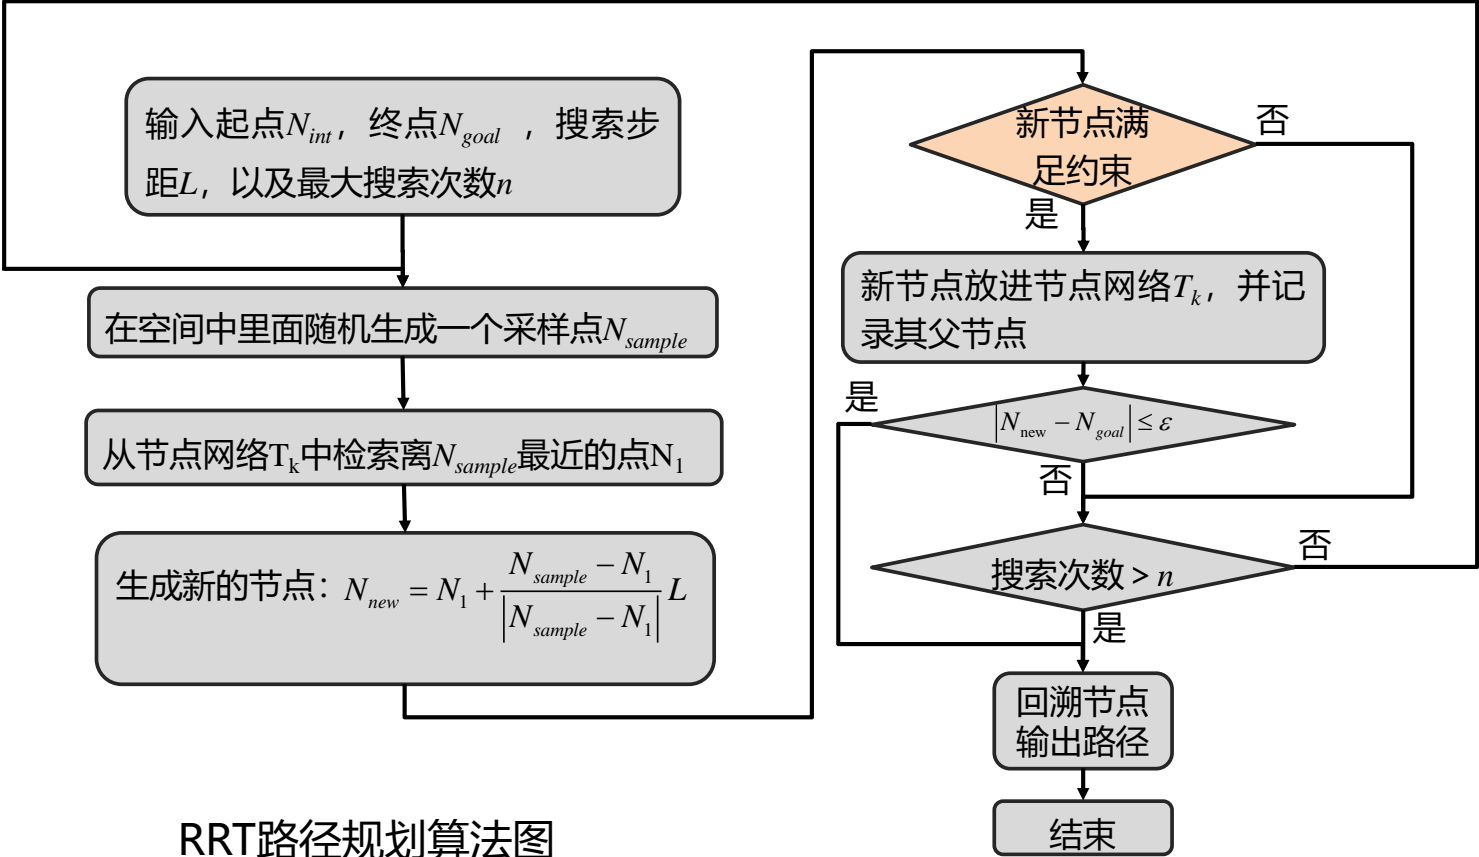 输入起点N_int，终点N_goal ，搜索步
距L，以及最大搜索次数n
在空间中里面随机生成一个采样点N_sample
从节点网络T_k中检索离N_sample最近的点N_1
生成新的节点：N_new = N_1 + (N_sample − N_1) / |N_sample − N_1| L
新节点满
足约束
否
是
新节点放进节点网络T_k，并记
录其父节点
是
|N_new − N_goal| ≤ ε
否
搜索次数 > n
否
是
回溯节点
输出路径
结束
RRT路径规划算法图